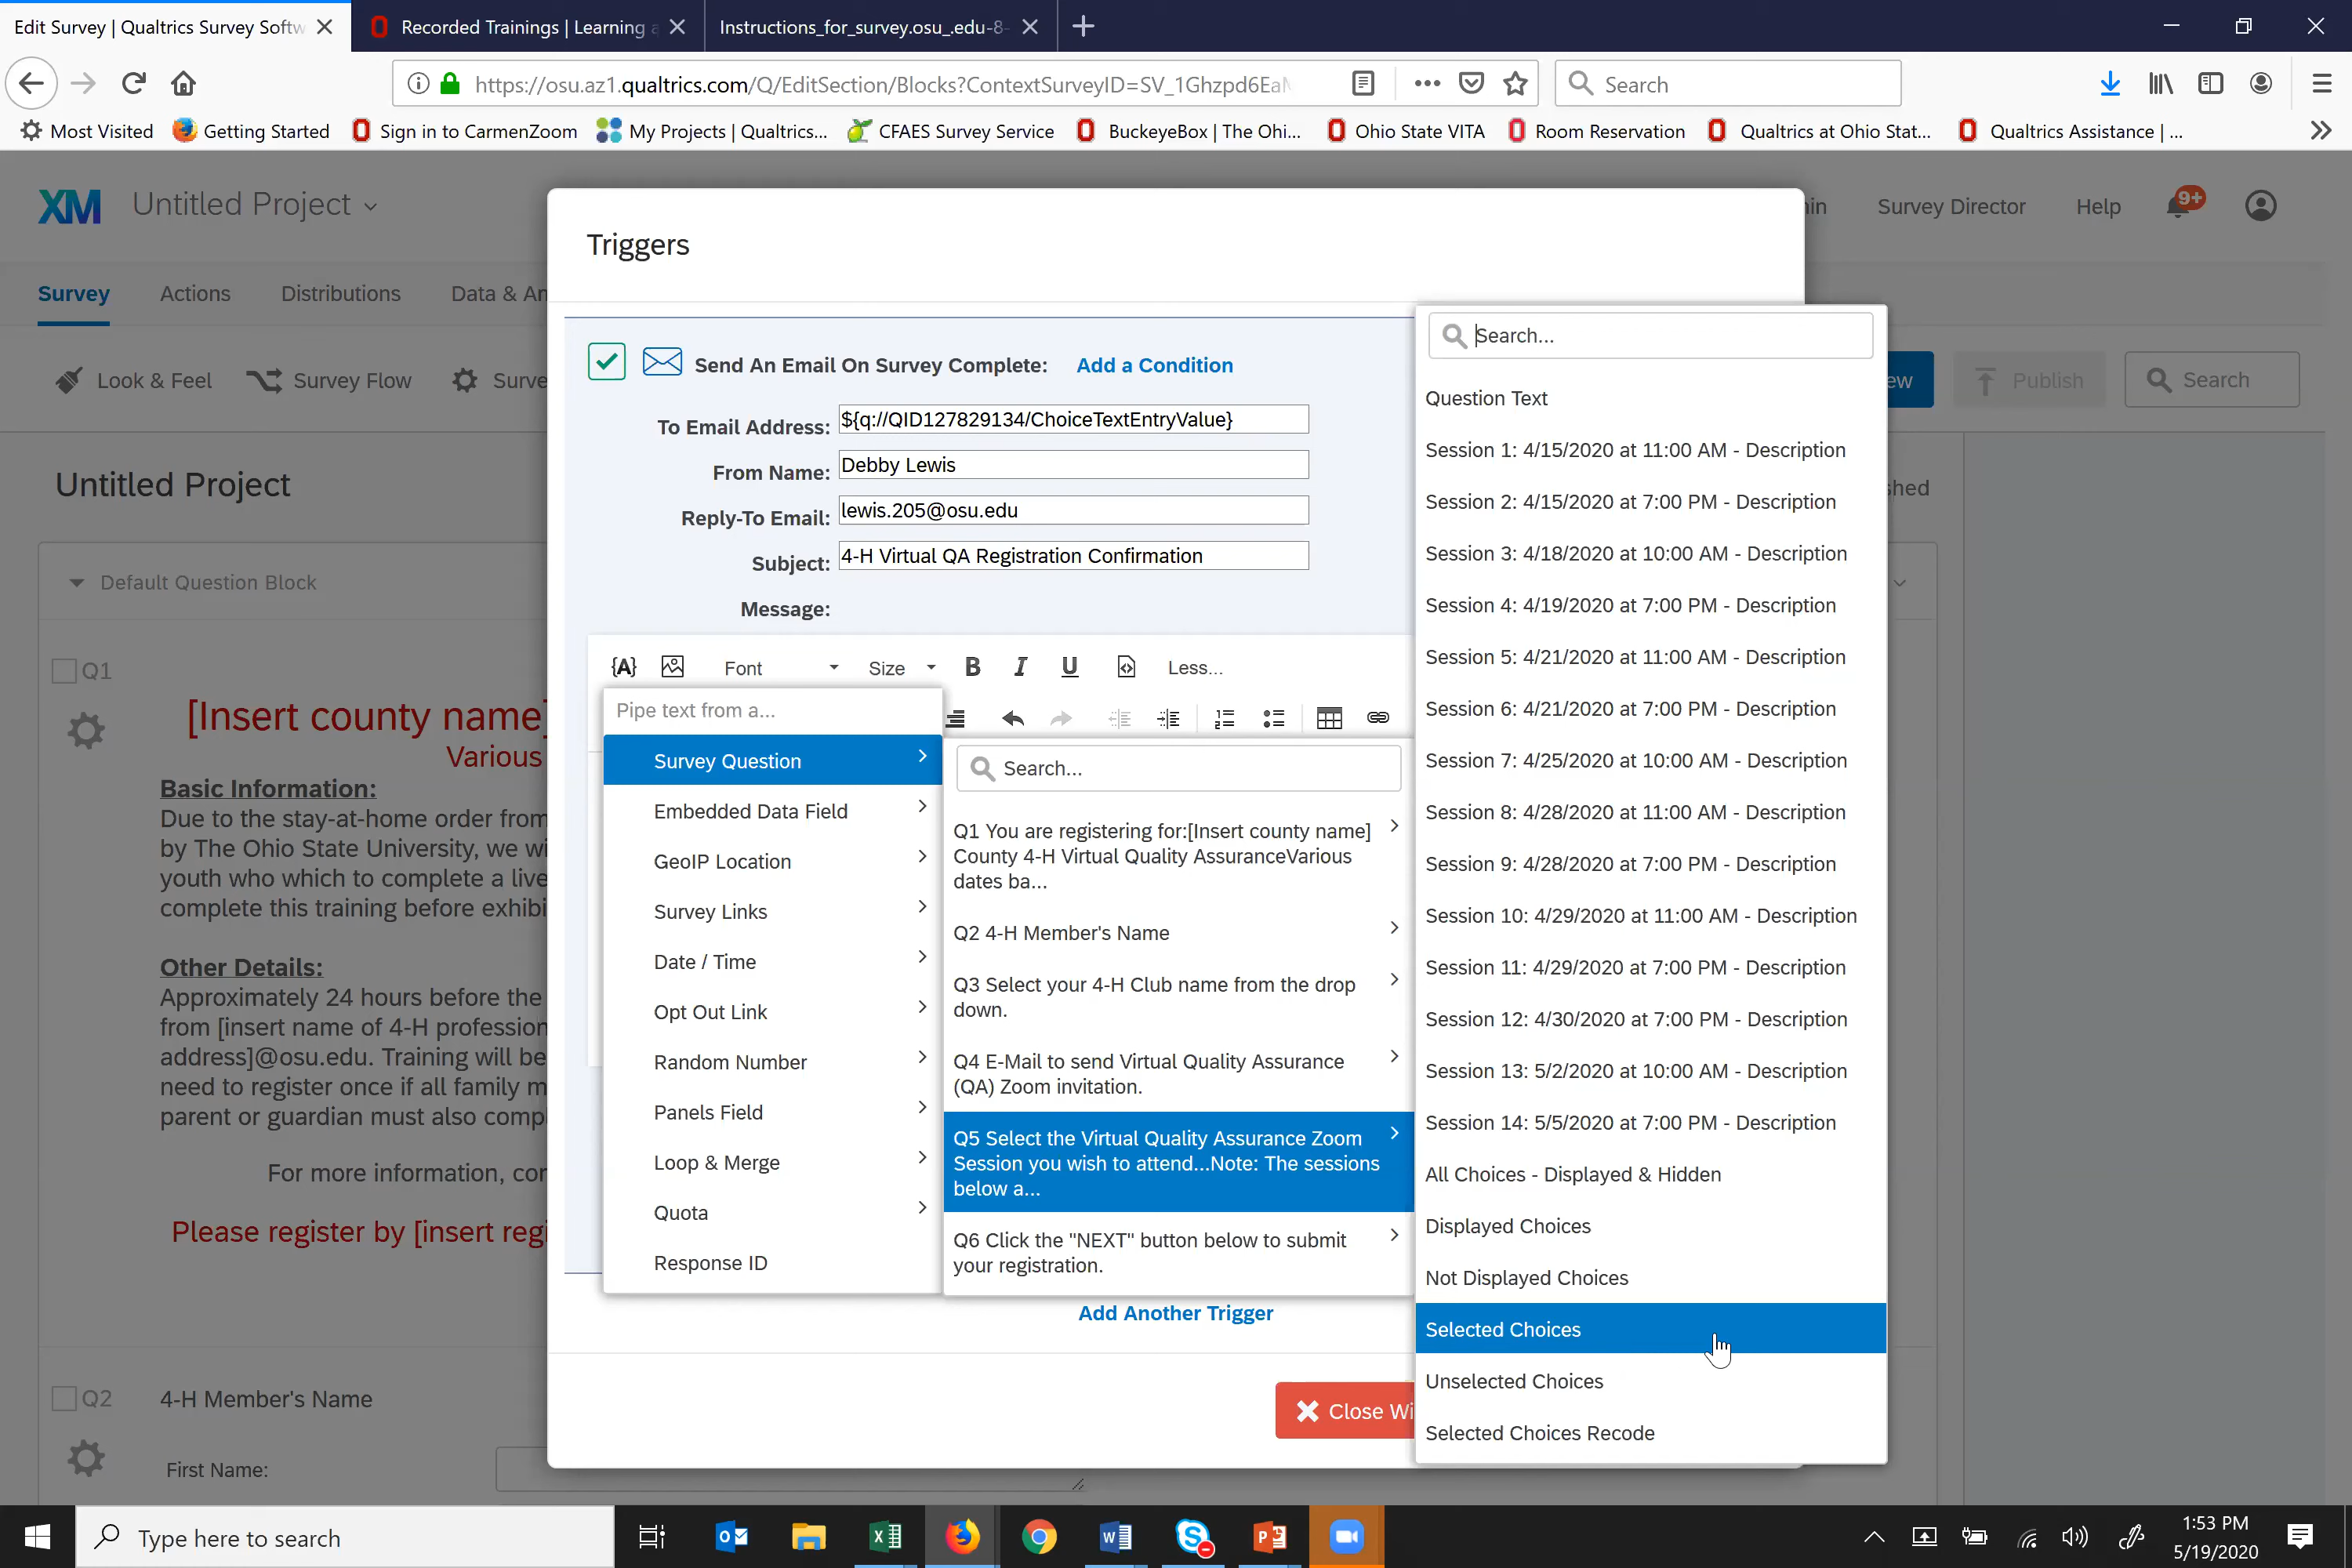 Edit Survey | Qualtrics Survey Softw
Recorded Trainings | Learning a
Instructions_for_survey.osu_.edu-8-
https://osu.az1.qualtrics.com/Q/EditSection/Blocks?ContextSurveyID=SV_1Ghzpd6EaM
Search
Most Visited
Getting Started
Sign in to CarmenZoom
My Projects | Qualtrics...
CFAES Survey Service
BuckeyeBox | The Ohi...
Ohio State VITA
Room Reservation
Qualtrics at Ohio Stat...
Qualtrics Assistance | ...
XM
Untitled Project
in
Survey Director
Help
9+
Survey
Actions
Distributions
Data & An
Look & Feel
Survey Flow
Surve
ew
Publish
Search
Untitled Project
shed
Default Question Block
Q1
[Insert county name]
Various
Basic Information:
Due to the stay-at-home order from
by The Ohio State University, we wi
youth who which to complete a live
complete this training before exhibi
Other Details:
Approximately 24 hours before the
from [insert name of 4-H profession
address]@osu.edu. Training will be
need to register once if all family m
parent or guardian must also comp
For more information, con
Please register by [insert regi
Q2
4-H Member's Name
First Name:
Triggers
Send An Email On Survey Complete:
Add a Condition
To Email Address:
${q://QID127829134/ChoiceTextEntryValue}
From Name:
Debby Lewis
Reply-To Email:
lewis.205@osu.edu
Subject:
4-H Virtual QA Registration Confirmation
Message:
{A}
Font
Size
B
I
U
Less...
Pipe text from a...
Survey Question
Embedded Data Field
GeoIP Location
Survey Links
Date / Time
Opt Out Link
Random Number
Panels Field
Loop & Merge
Quota
Response ID
Search...
Q1 You are registering for:[Insert county name]
County 4-H Virtual Quality AssuranceVarious
dates ba...
Q2 4-H Member's Name
Q3 Select your 4-H Club name from the drop
down.
Q4 E-Mail to send Virtual Quality Assurance
(QA) Zoom invitation.
Q5 Select the Virtual Quality Assurance Zoom
Session you wish to attend...Note: The sessions
below a...
Q6 Click the "NEXT" button below to submit
your registration.
Search...
Question Text
Session 1: 4/15/2020 at 11:00 AM - Description
Session 2: 4/15/2020 at 7:00 PM - Description
Session 3: 4/18/2020 at 10:00 AM - Description
Session 4: 4/19/2020 at 7:00 PM - Description
Session 5: 4/21/2020 at 11:00 AM - Description
Session 6: 4/21/2020 at 7:00 PM - Description
Session 7: 4/25/2020 at 10:00 AM - Description
Session 8: 4/28/2020 at 11:00 AM - Description
Session 9: 4/28/2020 at 7:00 PM - Description
Session 10: 4/29/2020 at 11:00 AM - Description
Session 11: 4/29/2020 at 7:00 PM - Description
Session 12: 4/30/2020 at 7:00 PM - Description
Session 13: 5/2/2020 at 10:00 AM - Description
Session 14: 5/5/2020 at 7:00 PM - Description
All Choices - Displayed & Hidden
Displayed Choices
Not Displayed Choices
Selected Choices
Unselected Choices
Selected Choices Recode
Add Another Trigger
Close Wi
Type here to search
1:53 PM
5/19/2020